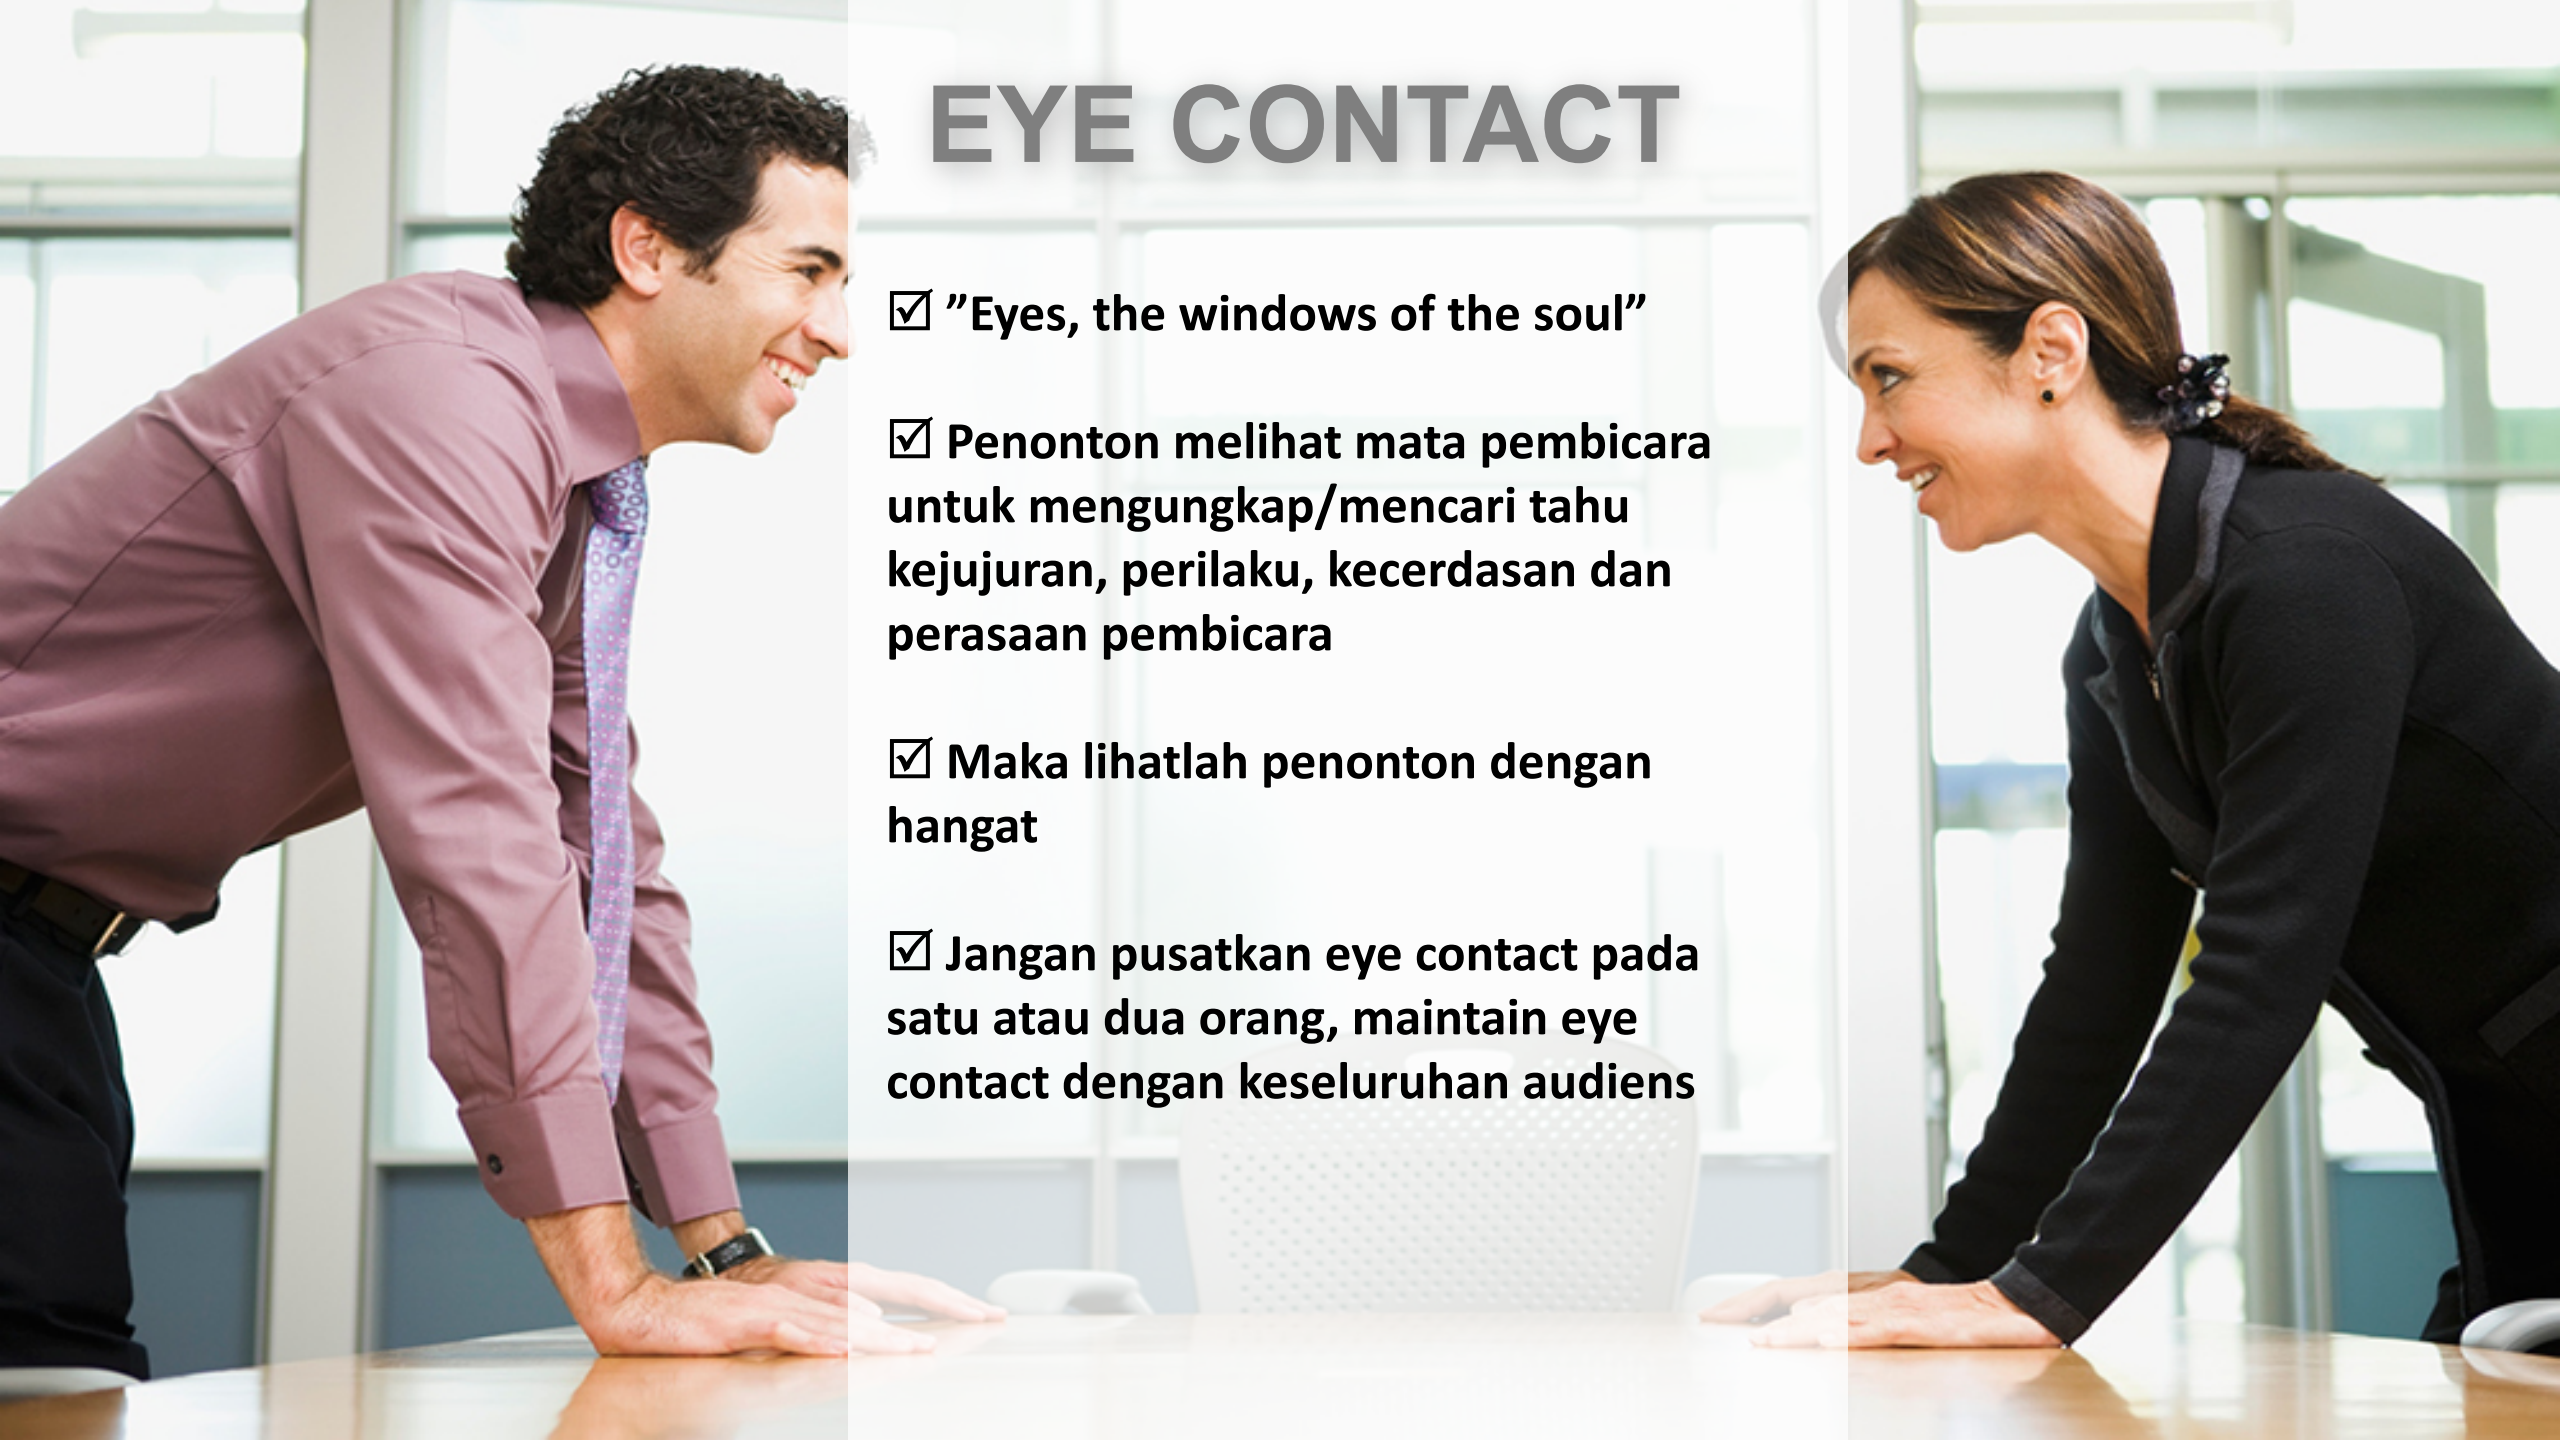 EYE CONTACT
☑ ”Eyes, the windows of the soul”
☑ Penonton melihat mata pembicara
untuk mengungkap/mencari tahu
kejujuran, perilaku, kecerdasan dan
perasaan pembicara
☑ Maka lihatlah penonton dengan
hangat
☑ Jangan pusatkan eye contact pada
satu atau dua orang, maintain eye
contact dengan keseluruhan audiens